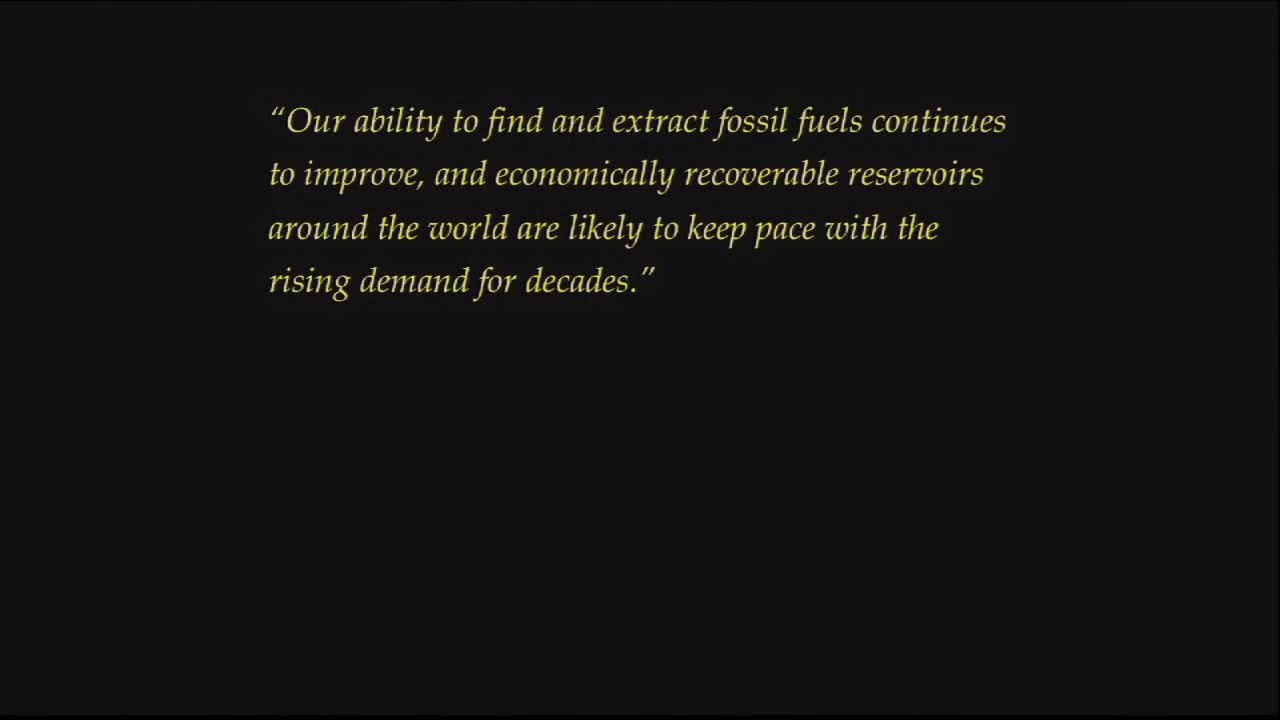 “Our ability to find and extract fossil fuels continues
to improve, and economically recoverable reservoirs
around the world are likely to keep pace with the
rising demand for decades.”